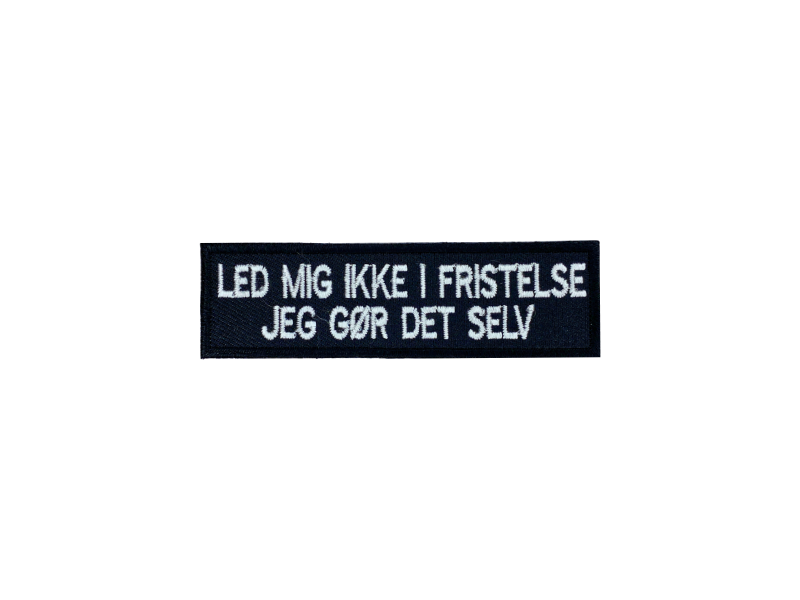 LED MIG IKKE I FRISTELSE
JEG GØR DET SELV